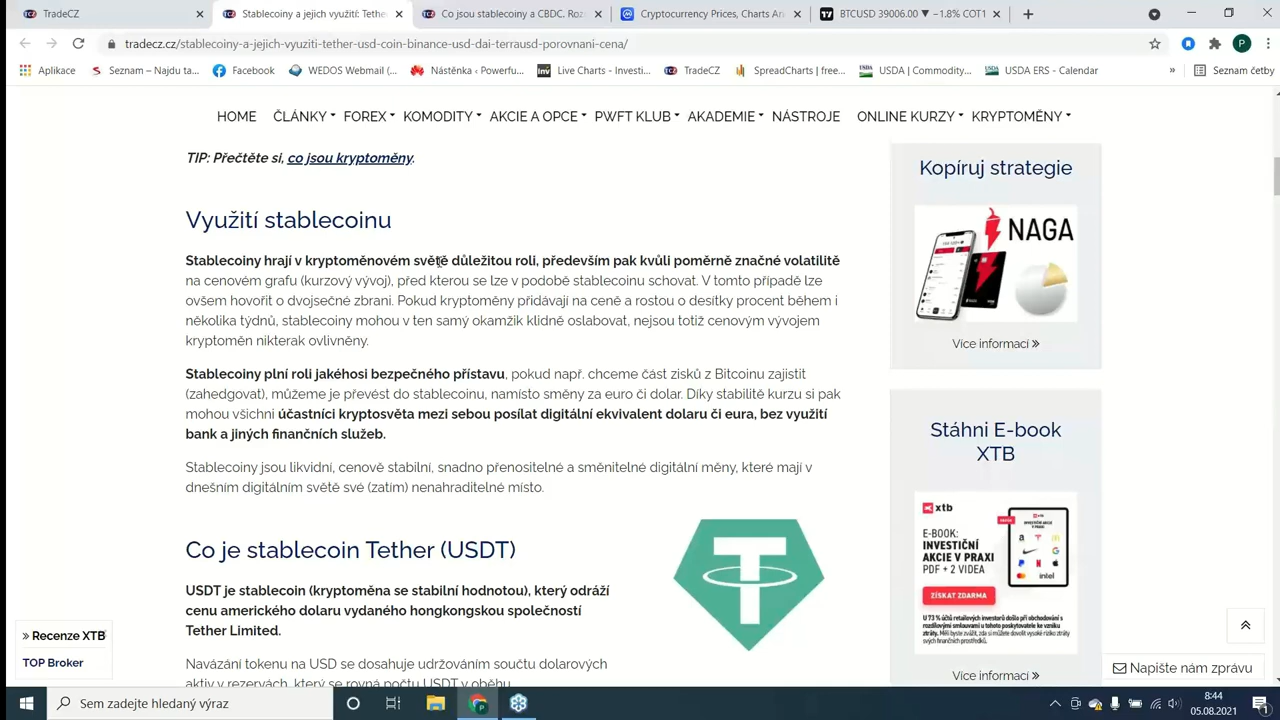 TradeCZ
Stablecoiny a jejich využití: Tether
Co jsou stablecoiny a CBDC. Roz
Cryptocurrency Prices, Charts An
BTCUSD 39006.00 ▼ −1.8% COT1
tradecz.cz/stablecoiny-a-jejich-vyuziti-tether-usd-coin-binance-usd-dai-terrausd-porovnani-cena/
P
Aplikace
Seznam – Najdu ta...
Facebook
WEDOS Webmail (...
Nástěnka ‹ Powerfu...
Live Charts - Investi...
TradeCZ
SpreadCharts | free...
USDA | Commodity...
USDA ERS - Calendar
»
Seznam četby
HOME ČLÁNKY FOREX KOMODITY AKCIE A OPCE PWFT KLUB AKADEMIE NÁSTROJE ONLINE KURZY KRYPTOMĚNY
TIP: Přečtěte si, co jsou kryptoměny.
Využití stablecoinu
Stablecoiny hrají v kryptoměnovém světě důležitou roli, především pak kvůli poměrně značné volatilitě
na cenovém grafu (kurzový vývoj), před kterou se lze v podobě stablecoinu schovat. V tomto případě lze
ovšem hovořit o dvojsečné zbrani. Pokud kryptoměny přidávají na ceně a rostou o desítky procent během i
několika týdnů, stablecoiny mohou v ten samý okamžik klidně oslabovat, nejsou totiž cenovým vývojem
kryptoměn nikterak ovlivněny.
Stablecoiny plní roli jakéhosi bezpečného přístavu, pokud např. chceme část zisků z Bitcoinu zajistit
(zahedgovat), můžeme je převést do stablecoinu, namísto směny za euro či dolar. Díky stabilitě kurzu si pak
mohou všichni účastníci kryptosvěta mezi sebou posílat digitální ekvivalent dolaru či eura, bez využití
bank a jiných finančních služeb.
Stablecoiny jsou likvidní, cenově stabilní, snadno přenositelné a směnitelné digitální měny, které mají v
dnešním digitálním světě své (zatím) nenahraditelné místo.
Co je stablecoin Tether (USDT)
USDT je stablecoin (kryptoměna se stabilní hodnotou), který odráží
cenu amerického dolaru vydaného hongkongskou společností
Tether Limited.
Navázání tokenu na USD se dosahuje udržováním součtu dolarových
aktiv v rezervách, který se rovná počtu USDT v oběhu.
Kopíruj strategie
NAGA
Více informací »
Stáhni E-book
XTB
xtb
E-BOOK:
INVESTIČNÍ
AKCIE V PRAXI
PDF + 2 VIDEA
ZÍSKAT ZDARMA
Více informací »
» Recenze XTB
TOP Broker
Napište nám zprávu
Sem zadejte hledaný výraz
8:44
05.08.2021